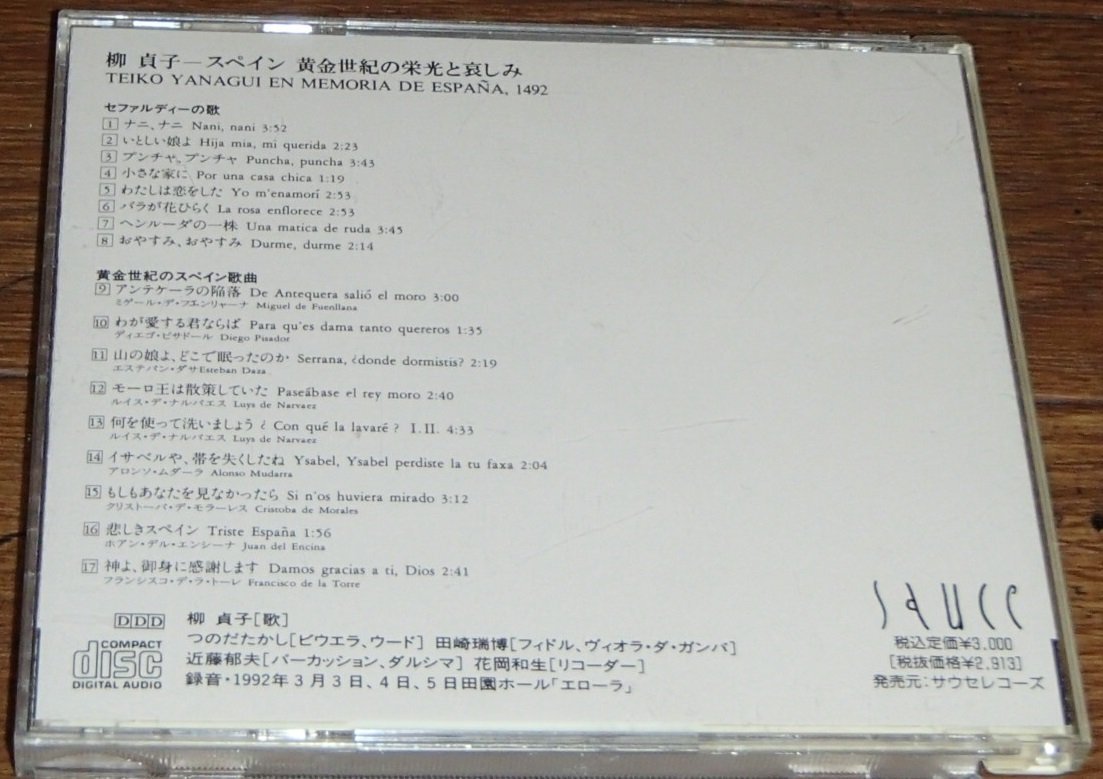 柳 貞子―スペイン 黄金世紀の栄光と哀しみ
TEIKO YANAGUI EN MEMORIA DE ESPAÑA, 1492
セファルディーの歌
1 ナニ、ナニ Nani, nani 3:52
2 いとしい娘よ Hija mia, mi querida 2:23
3 プンチャ、プンチャ Puncha, puncha 3:43
4 小さな家に Por una casa chica 1:19
5 わたしは恋をした Yo m'enamorí 2:53
6 バラが花ひらく La rosa enflorece 2:53
7 ヘンルーダの一株 Una matica de ruda 3:45
8 おやすみ、おやすみ Durme, durme 2:14
黄金世紀のスペイン歌曲
9 アンテケーラの陥落 De Antequera salió el moro 3:00
ミゲール・デ・フエンリャーナ Miguel de Fuenllana
10 わが愛する君ならば Para qu'es dama tanto quereros 1:35
ディエゴ・ピサドール Diego Pisador
11 山の娘よ、どこで眠ったのか Serrana, ¿donde dormistis? 2:19
エステバン・ダサ Esteban Daza
12 モーロ王は散策していた Paseábase el rey moro 2:40
ルイス・デ・ナルバエス Luys de Narvaez
13 何を使って洗いましょう ¿ Con qué la lavaré ? I.II. 4:33
ルイス・デ・ナルバエス Luys de Narvaez
14 イサベルや、帯を失くしたね Ysabel, Ysabel perdiste la tu faxa 2:04
アロンソ・ムダーラ Alonso Mudarra
15 もしもあなたを見なかったら Si n'os huviera mirado 3:12
クリストーバ・デ・モラーレス Cristoba de Morales
16 悲しきスペイン Triste España 1:56
ホアン・デル・エンシーナ Juan del Encina
17 神よ、御身に感謝します Damos gracias a ti, Dios 2:41
フランシスコ・デ・ラ・トーレ Francisco de la Torre
DDD
COMPACT
disc
DIGITAL AUDIO
柳 貞子[歌]
つのだたかし[ビウエラ、ウード] 田崎瑞博[フィドル、ヴィオラ・ダ・ガンバ]
近藤郁夫[パーカッション、ダルシマ] 花岡和生[リコーダー]
録音・1992年3月3日、4日、5日田園ホール「エローラ」
sauce
税込定価¥3,000
[税抜価格¥2,913]
発売元:サウセレコーズ